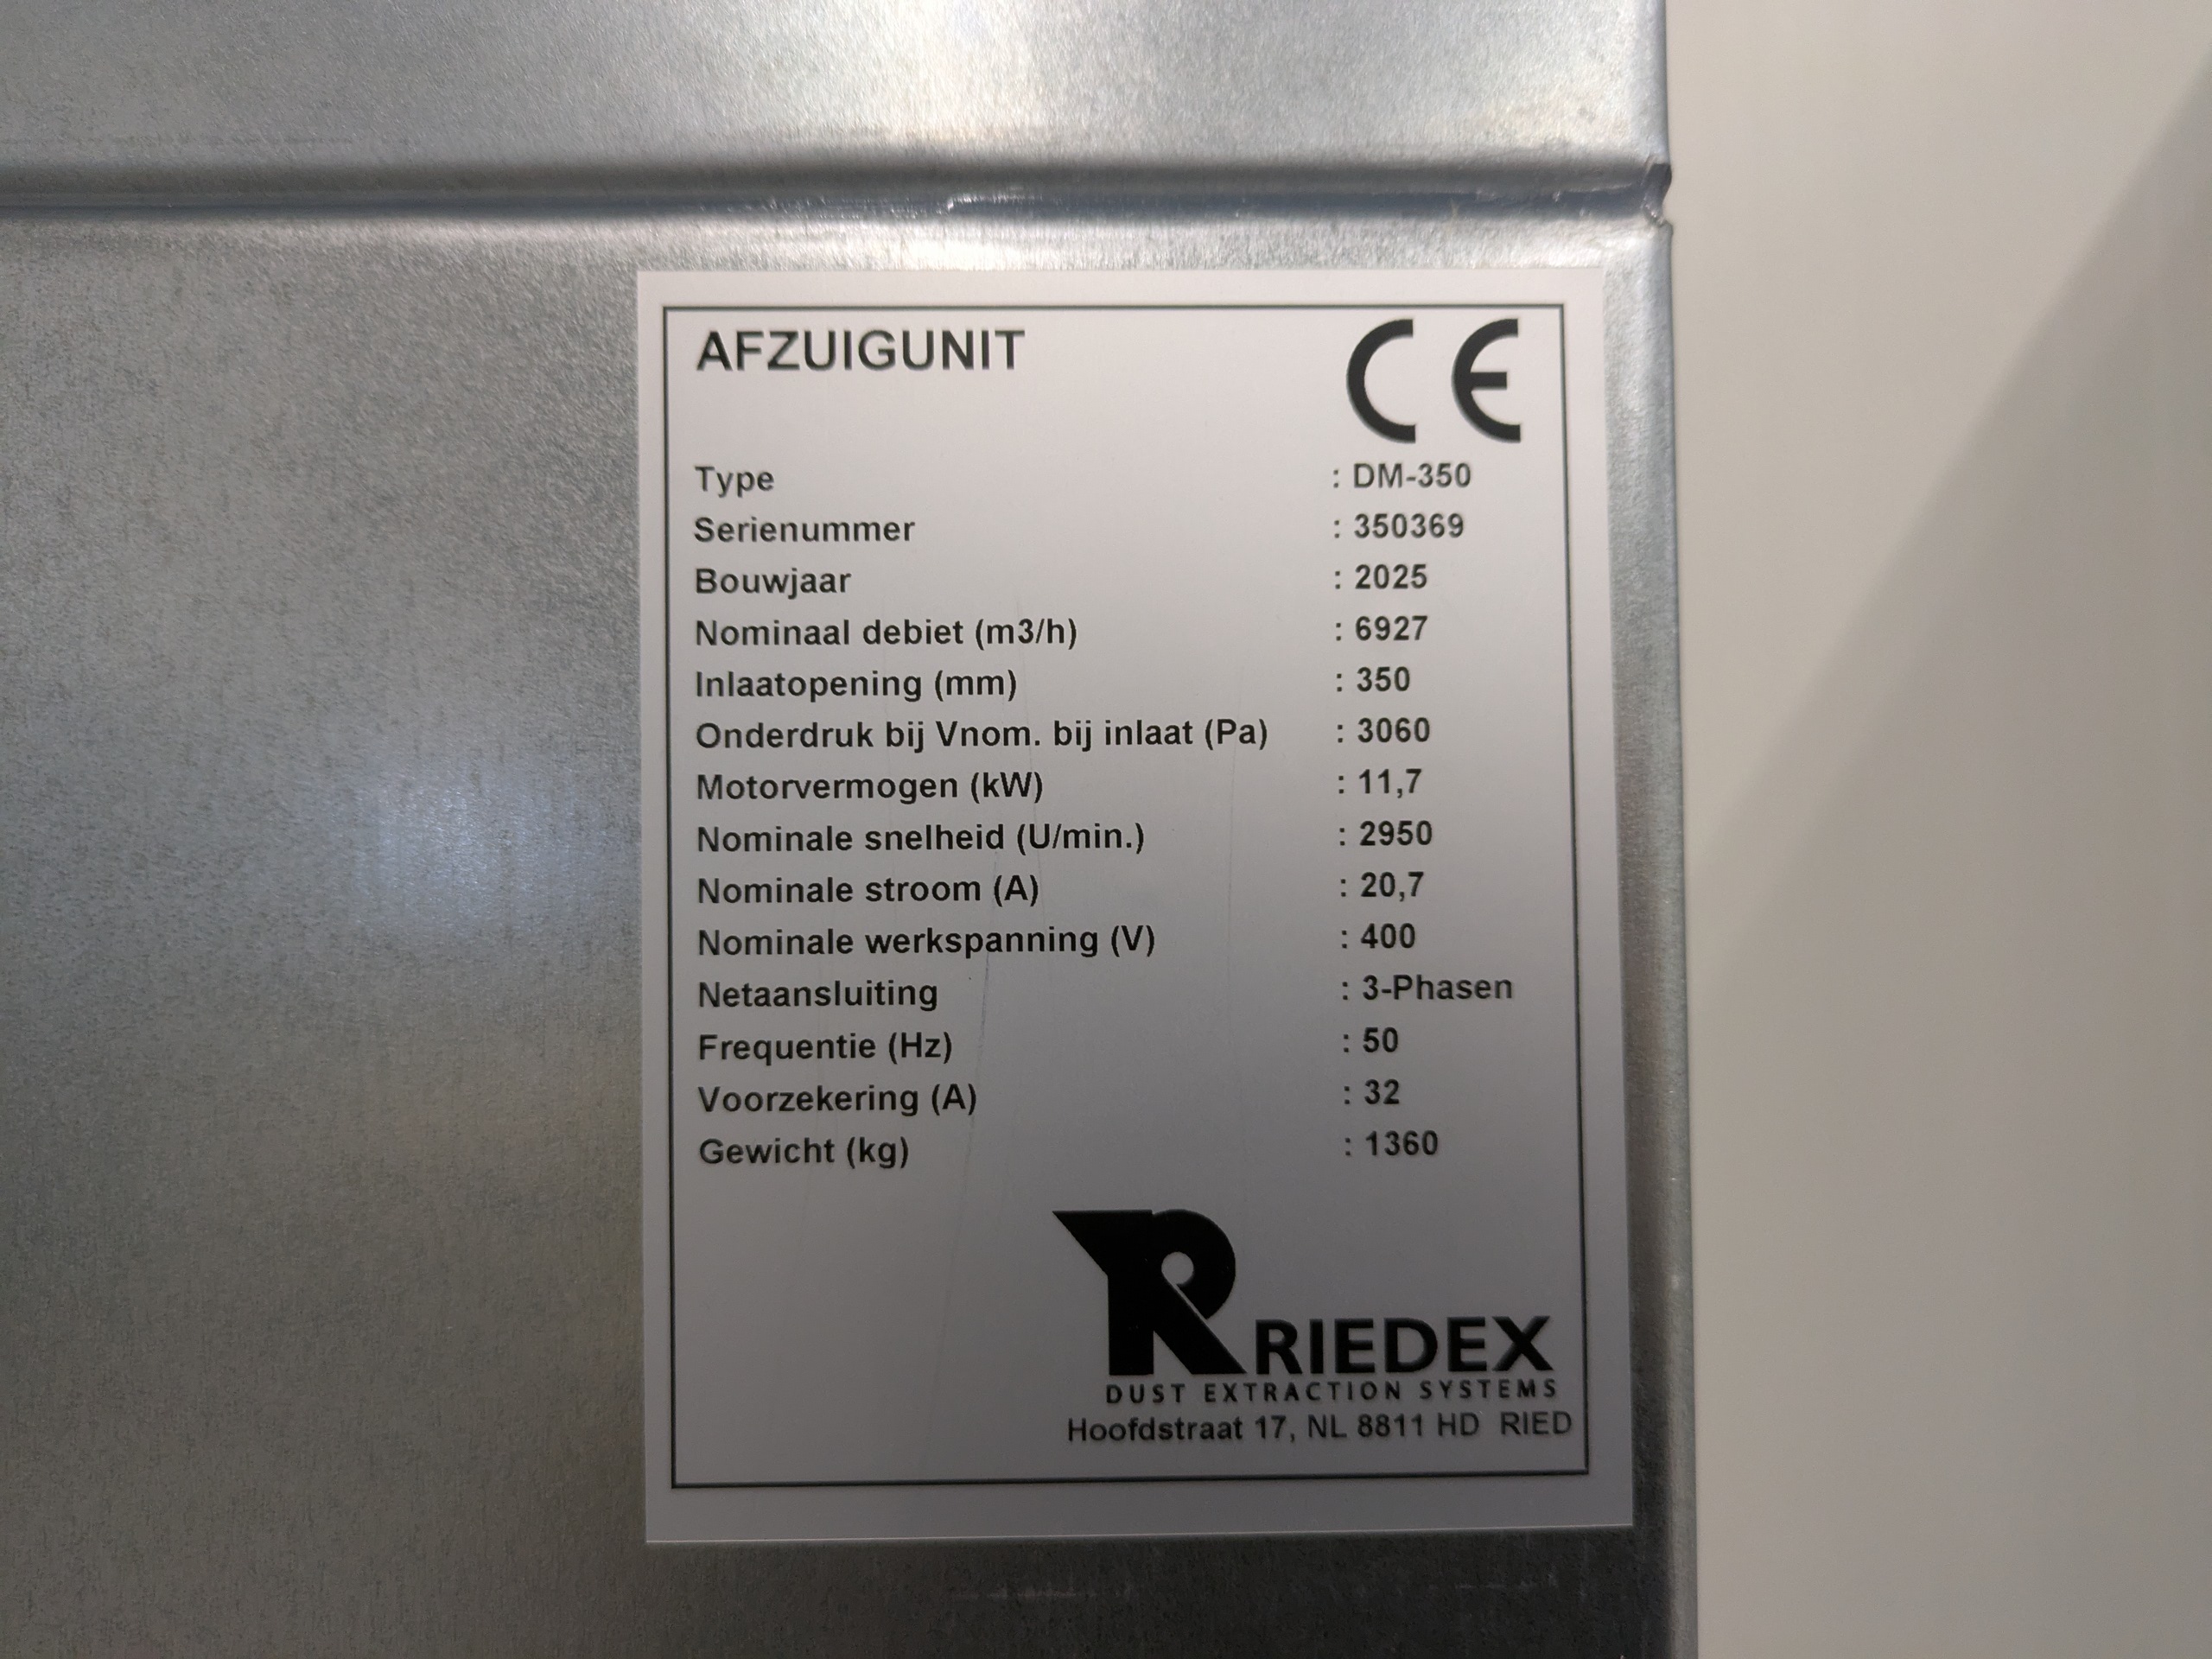 AFZUIGUNIT
CE
Type : DM-350
Serienummer : 350369
Bouwjaar : 2025
Nominaal debiet (m3/h) : 6927
Inlaatopening (mm) : 350
Onderdruk bij Vnom. bij inlaat (Pa) : 3060
Motorvermogen (kW) : 11,7
Nominale snelheid (U/min.) : 2950
Nominale stroom (A) : 20,7
Nominale werkspanning (V) : 400
Netaansluiting : 3-Phasen
Frequentie (Hz) : 50
Voorzekering (A) : 32
Gewicht (kg) : 1360
R RIEDEX
DUST EXTRACTION SYSTEMS
Hoofdstraat 17, NL 8811 HD RIED